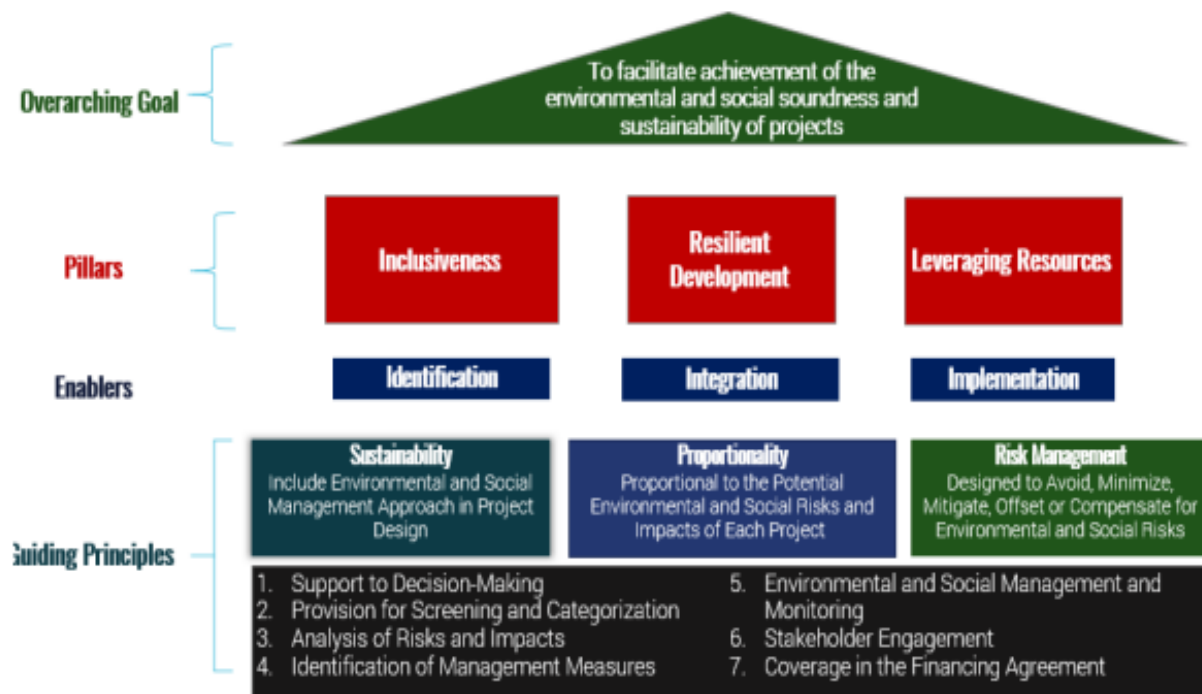 Overarching Goal
To facilitate achievement of the
environmental and social soundness and
sustainability of projects
Pillars
Inclusiveness
Resilient
Development
Leveraging Resources
Enablers
Identification
Integration
Implementation
Guiding Principles
Sustainability
Include Environmental and Social
Management Approach in Project
Design
Proportionality
Proportional to the Potential
Environmental and Social Risks and
Impacts of Each Project
Risk Management
Designed to Avoid, Minimize,
Mitigate, Offset or Compensate for
Environmental and Social Risks
1. Support to Decision-Making
2. Provision for Screening and Categorization
3. Analysis of Risks and Impacts
4. Identification of Management Measures
5. Environmental and Social Management and
Monitoring
6. Stakeholder Engagement
7. Coverage in the Financing Agreement